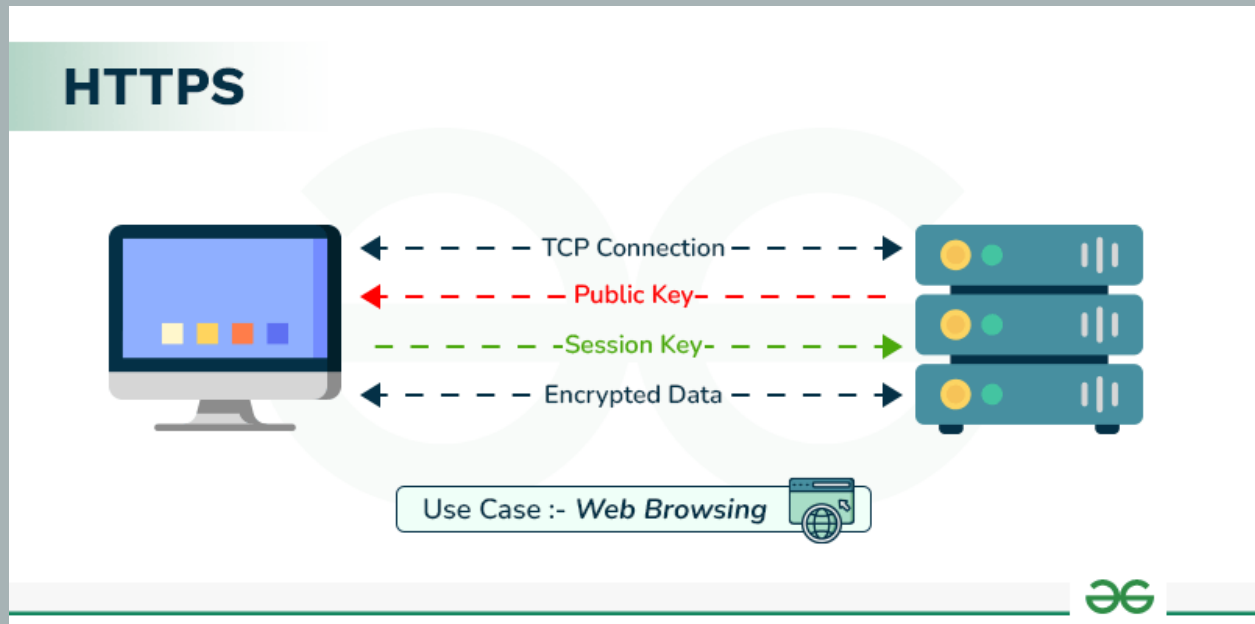 HTTPS
TCP Connection
Public Key
Session Key
Encrypted Data
Use Case :- Web Browsing